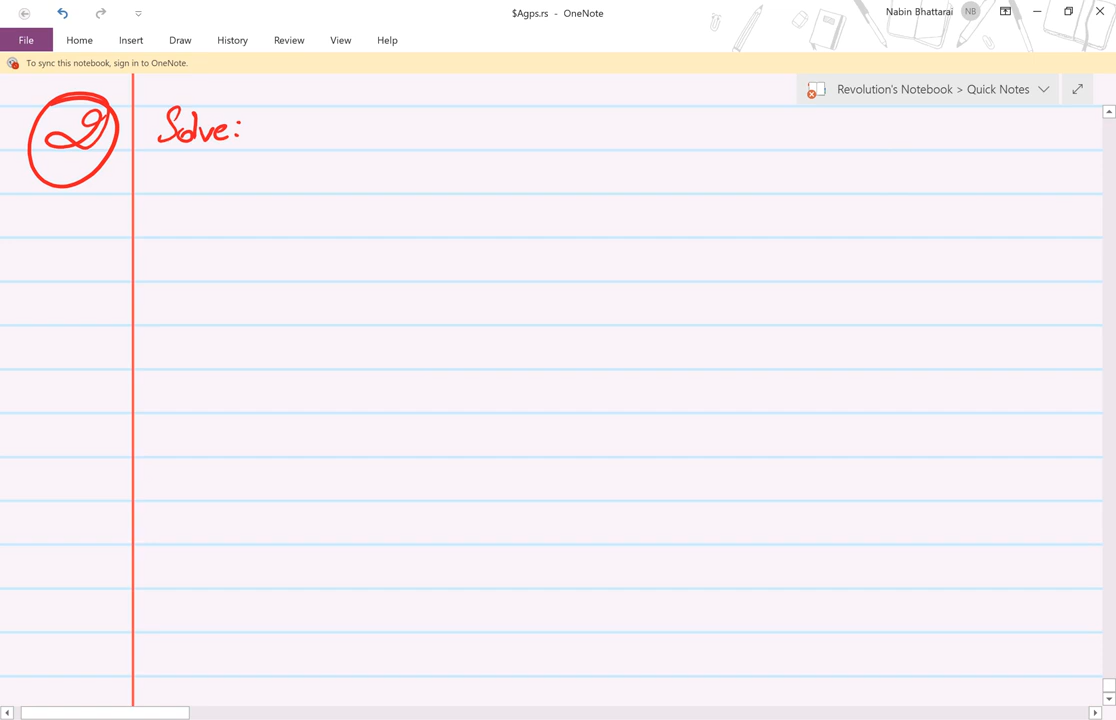 $Agps.rs - OneNote
Nabin Bhattarai NB
File Home Insert Draw History Review View Help
To sync this notebook, sign in to OneNote.
Revolution's Notebook > Quick Notes
2 Solve: